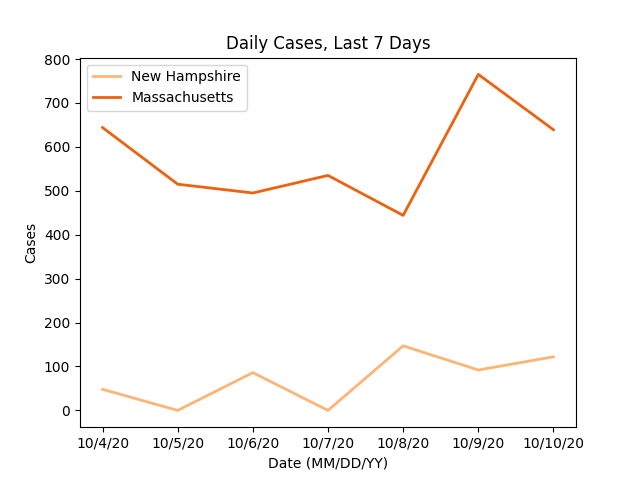 Daily Cases, Last 7 Days
New Hampshire
Massachusetts
800
700
600
500
400
300
200
100
0
Cases
10/4/20 10/5/20 10/6/20 10/7/20 10/8/20 10/9/20 10/10/20
Date (MM/DD/YY)